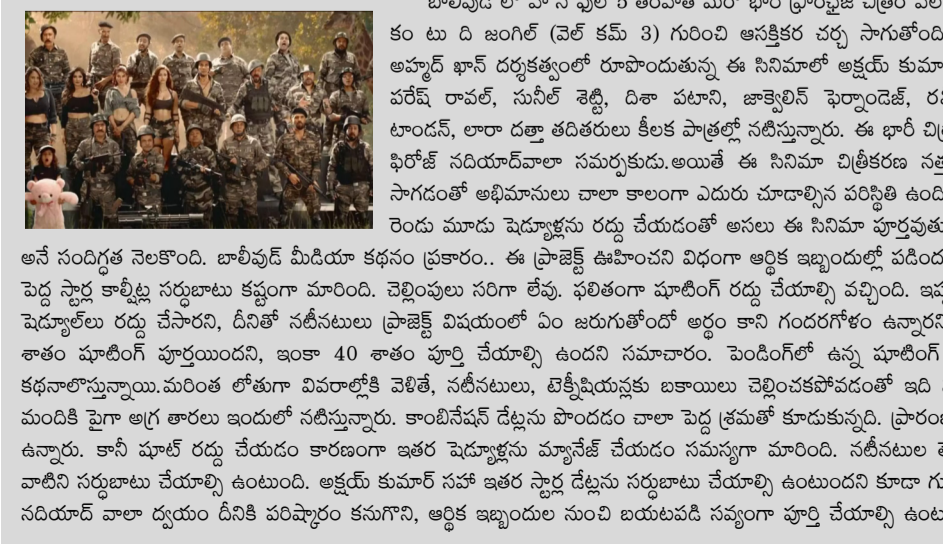 బాలీవుడ్ లో హౌస్ ఫుల్ 5 తరవాత మరో భారీ ఫ్రాంఛైజీ చిత్రం
కం టు ది జంగిల్ (వెల్ కమ్ 3) గురించి ఆసక్తికర చర్చ సాగుతోంది
అహ్మద్ ఖాన్ దర్శకత్వంలో రూపొందుతున్న ఈ సినిమాలో అక్షయ్ కుమా
పరేష్ రావల్, సునీల్ శెట్టి, దిశా పటాని, జాక్వెలిన్ ఫెర్నాండెజ్,
టాండన్, లారా దత్తా తదితరులు కీలక పాత్రల్లో నటిస్తున్నారు. ఈ భారీ
ఫిరోజ్ నదియాద్‌వాలా సమర్పకుడు.అయితే ఈ సినిమా చిత్రీకరణ
సాగడంతో అభిమానులు చాలా కాలంగా ఎదురు చూడాల్సిన పరిస్థితి ఉంది
రెండు మూడు షెడ్యూళ్లను రద్దు చేయడంతో అసలు ఈ సినిమా పూర్తవుతు
అనే సందిగ్ధత నెలకొంది. బాలీవుడ్ మీడియా కథనం ప్రకారం.. ఈ ప్రాజెక్ట్ ఊహించని విధంగా ఆర్థిక ఇబ్బందుల్లో పడింద
పెద్ద స్టార్ల కాల్షీట్ల సర్ధుబాటు కష్టంగా మారింది. చెల్లింపులు సరిగా లేవు. ఫలితంగా షూటింగ్ రద్దు చేయాల్సి వచ్చింది.
షెడ్యూల్‌లు రద్దు చేసారని, దీనితో నటీనటులు ప్రాజెక్ట్ విషయంలో ఏం జరుగుతోందో అర్థం కాని గందరగోళం ఉన్నారని
శాతం షూటింగ్ పూర్తయిందని, ఇంకా 40 శాతం పూర్తి చేయాల్సి ఉందని సమాచారం. పెండింగ్‌లో ఉన్న షూటింగ్
కథనాలొస్తున్నాయి.మరింత లోతుగా వివరాల్లోకి వెళితే, నటీనటులు, టెక్నీషియన్లకు బకాయిలు చెల్లించకపోవడంతో ఇది
మందికి పైగా అగ్ర తారలు ఇందులో నటిస్తున్నారు. కాంబినేషన్ డేట్లను పొందడం చాలా పెద్ద శ్రమతో కూడుకున్నది.
ఉన్నారు. కానీ షూట్ రద్దు చేయడం కారణంగా ఇతర షెడ్యూళ్లను మ్యానేజ్ చేయడం సమస్యగా మారింది. నటీనటుల
వాటిని సర్ధుబాటు చేయాల్సి ఉంటుంది. అక్షయ్ కుమార్ సహా ఇతర స్టార్ల డేట్లను సర్ధుబాటు చేయాల్సి ఉంటుందని కూడా
నదియాద్ వాలా ద్వయం దీనికి పరిష్కారం కనుగొని, ఆర్థిక ఇబ్బందుల నుంచి బయటపడి సవ్యంగా పూర్తి చేయాల్సి ఉంట